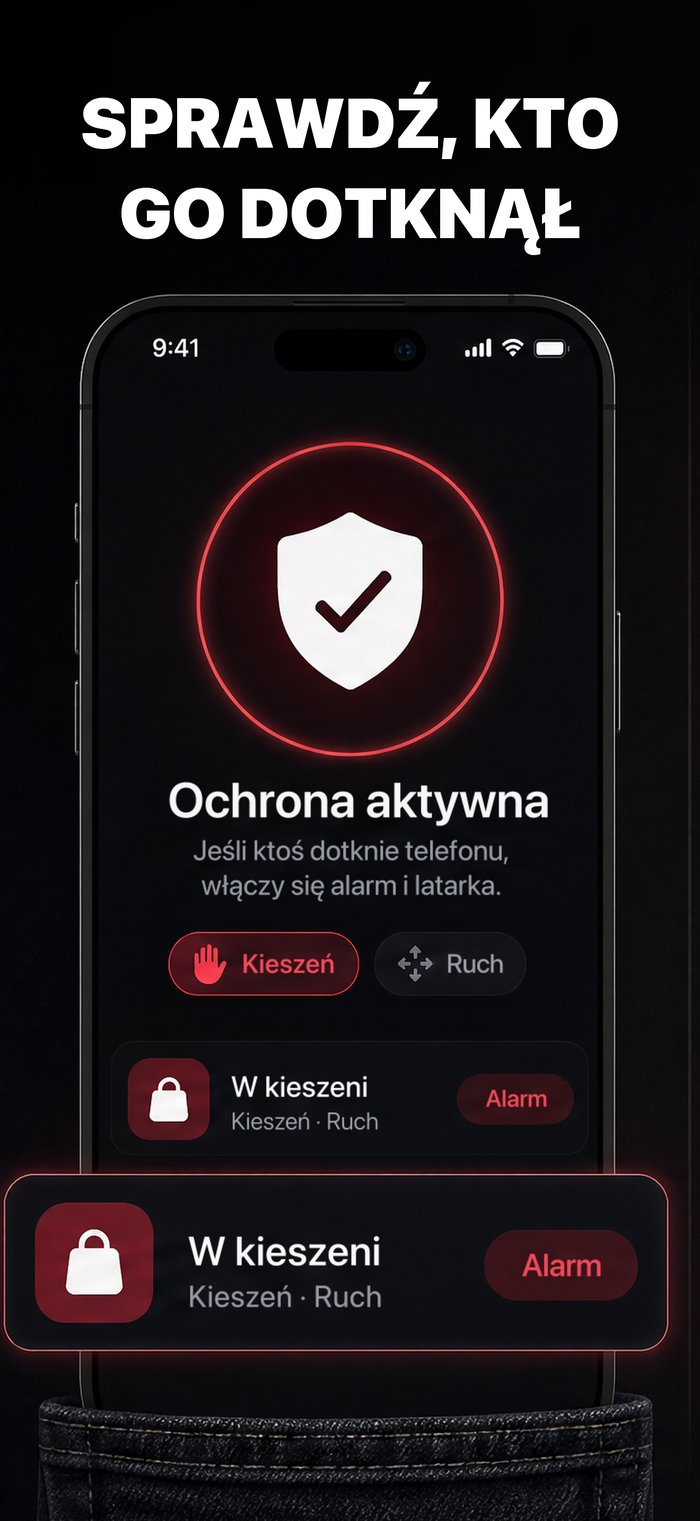 SPRAWDŹ, KTO
GO DOTKNĄŁ
9:41
Ochrona aktywna
Jeśli ktoś dotknie telefonu,
włączy się alarm i latarka.
Kieszeń
Ruch
W kieszeni
Kieszeń · Ruch
Alarm
W kieszeni
Kieszeń · Ruch
Alarm